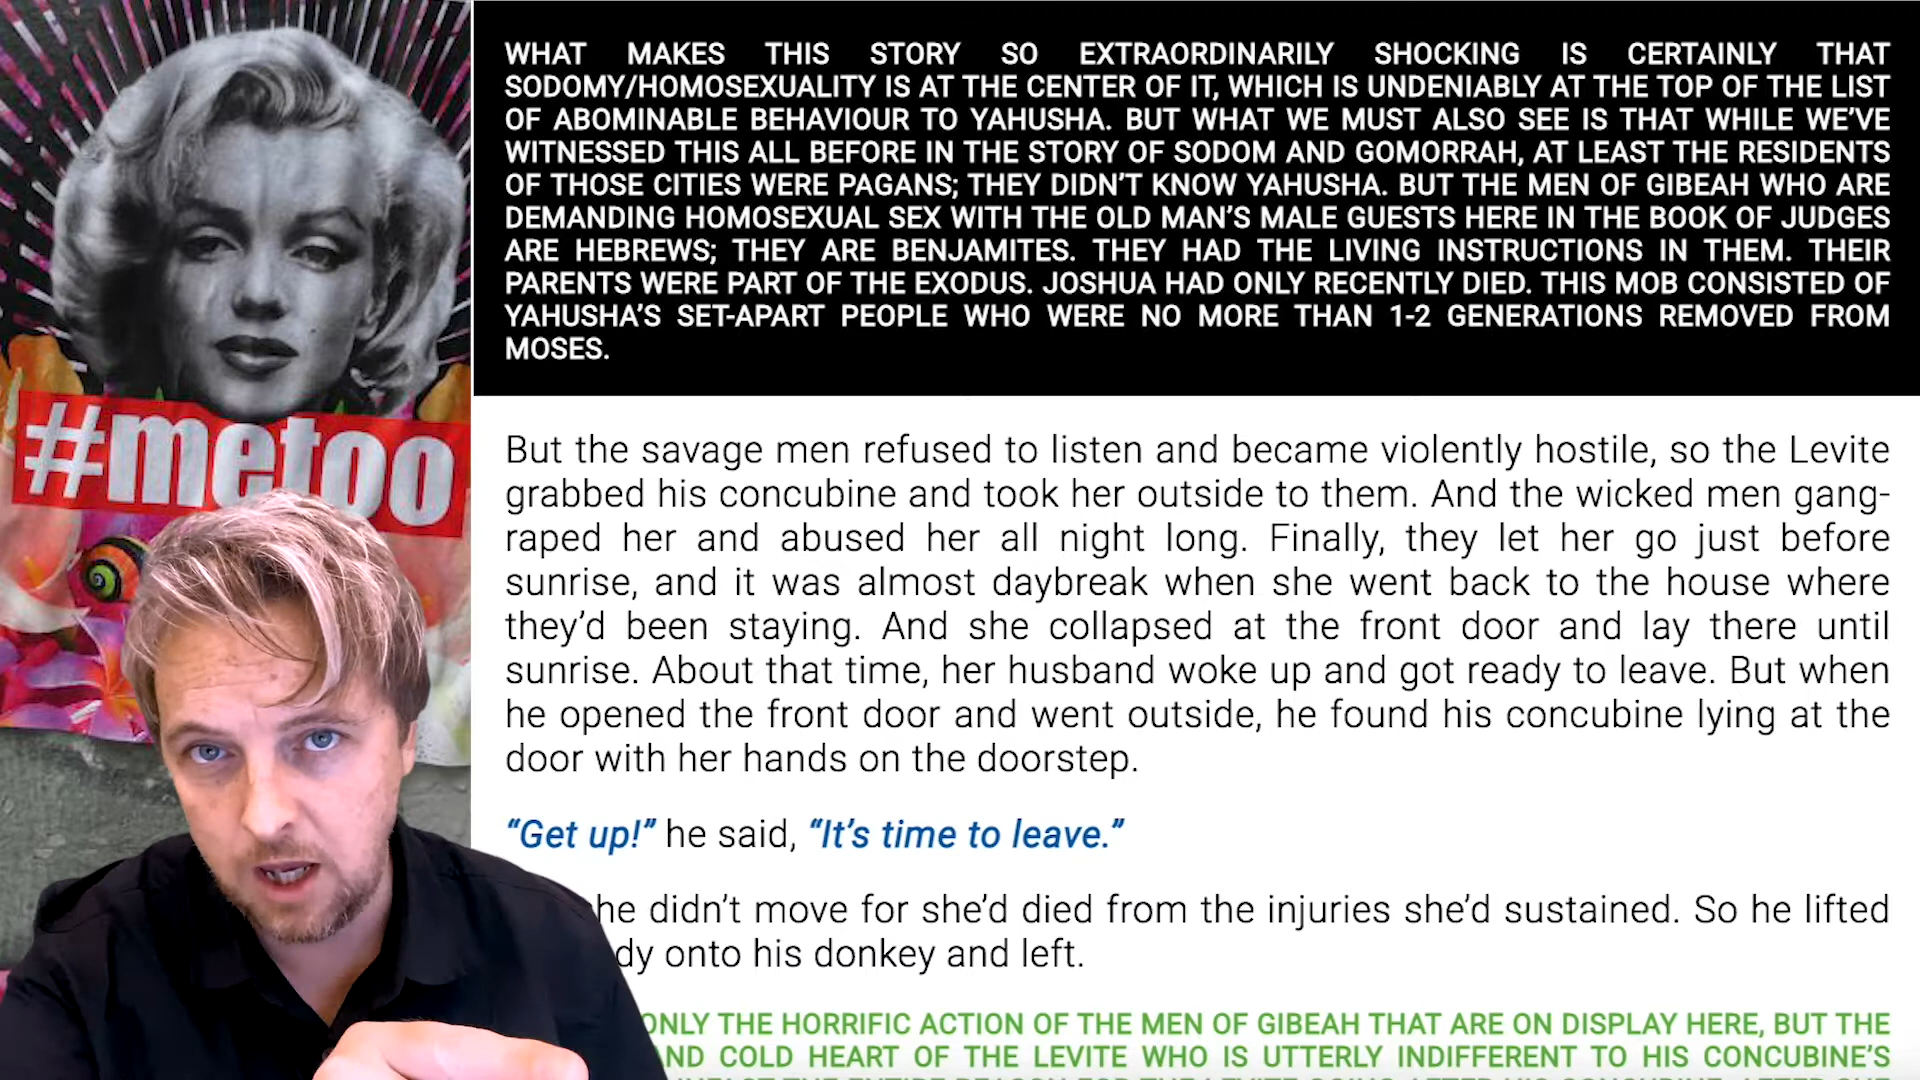 #metoo
WHAT MAKES THIS STORY SO EXTRAORDINARILY SHOCKING IS CERTAINLY THAT
SODOMY/HOMOSEXUALITY IS AT THE CENTER OF IT, WHICH IS UNDENIABLY AT THE TOP OF THE LIST
OF ABOMINABLE BEHAVIOUR TO YAHUSHA. BUT WHAT WE MUST ALSO SEE IS THAT WHILE WE'VE
WITNESSED THIS ALL BEFORE IN THE STORY OF SODOM AND GOMORRAH, AT LEAST THE RESIDENTS
OF THOSE CITIES WERE PAGANS; THEY DIDN'T KNOW YAHUSHA. BUT THE MEN OF GIBEAH WHO ARE
DEMANDING HOMOSEXUAL SEX WITH THE OLD MAN'S MALE GUESTS HERE IN THE BOOK OF JUDGES
ARE HEBREWS; THEY ARE BENJAMITES. THEY HAD THE LIVING INSTRUCTIONS IN THEM. THEIR
PARENTS WERE PART OF THE EXODUS. JOSHUA HAD ONLY RECENTLY DIED. THIS MOB CONSISTED OF
YAHUSHA'S SET-APART PEOPLE WHO WERE NO MORE THAN 1-2 GENERATIONS REMOVED FROM
MOSES.
But the savage men refused to listen and became violently hostile, so the Levite
grabbed his concubine and took her outside to them. And the wicked men gang-
raped her and abused her all night long. Finally, they let her go just before
sunrise, and it was almost daybreak when she went back to the house where
they'd been staying. And she collapsed at the front door and lay there until
sunrise. About that time, her husband woke up and got ready to leave. But when
he opened the front door and went outside, he found his concubine lying at the
door with her hands on the doorstep.
“Get up!” he said, “It's time to leave.”
he didn't move for she'd died from the injuries she'd sustained. So he lifted
dy onto his donkey and left.
ONLY THE HORRIFIC ACTION OF THE MEN OF GIBEAH THAT ARE ON DISPLAY HERE, BUT THE
ND COLD HEART OF THE LEVITE WHO IS UTTERLY INDIFFERENT TO HIS CONCUBINE'S